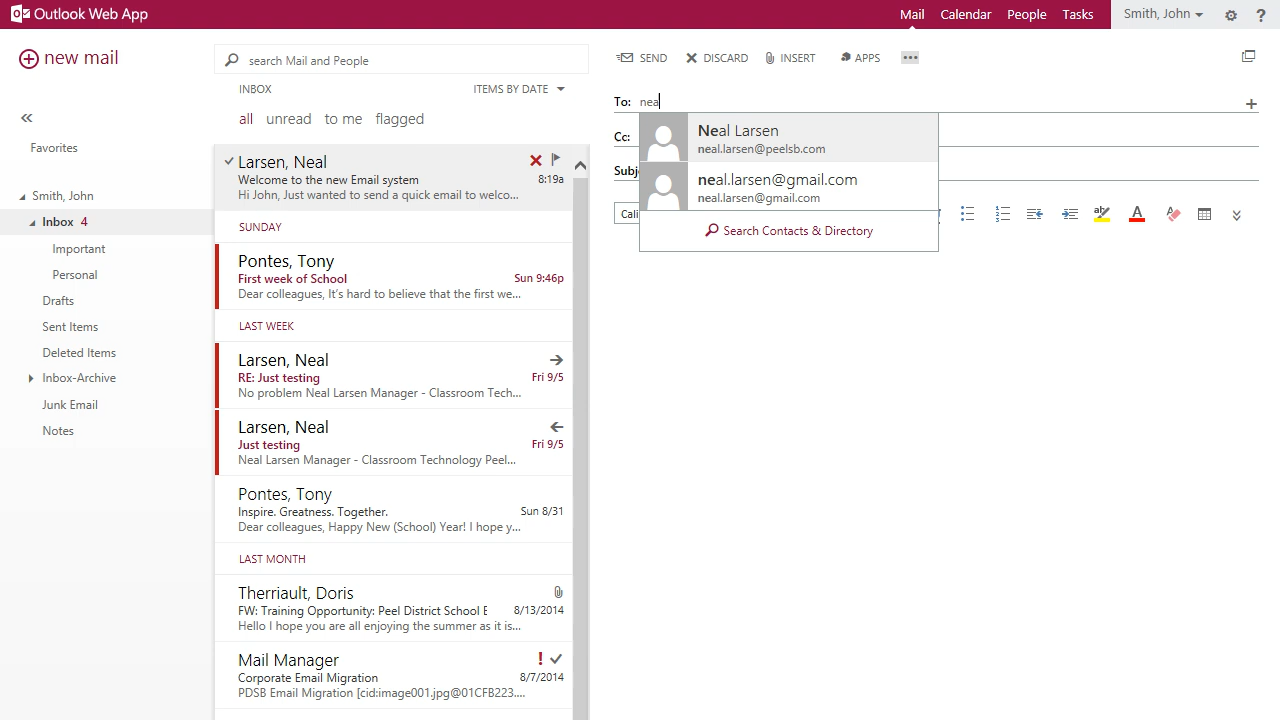 Outlook Web App
Mail
Calendar
People
Tasks
Smith, John
?
new mail
search Mail and People
INBOX
ITEMS BY DATE
all unread to me flagged
Favorites
Smith, John
Inbox 4
Important
Personal
Drafts
Sent Items
Deleted Items
Inbox-Archive
Junk Email
Notes
Larsen, Neal
Welcome to the new Email system 8:19a
Hi John, Just wanted to send a quick email to welco...
SUNDAY
Pontes, Tony
First week of School Sun 9:46p
Dear colleagues, It's hard to believe that the first we...
LAST WEEK
Larsen, Neal
RE: Just testing Fri 9/5
No problem Neal Larsen Manager - Classroom Tech...
Larsen, Neal
Just testing Fri 9/5
Neal Larsen Manager - Classroom Technology Peel...
Pontes, Tony
Inspire. Greatness. Together. Sun 8/31
Dear colleagues, Happy New (School) Year! I hope y...
LAST MONTH
Therriault, Doris
FW: Training Opportunity: Peel District School 8/13/2014
Hello I hope you are all enjoying the summer as it is...
Mail Manager
Corporate Email Migration 8/7/2014
PDSB Email Migration [cid:image001.jpg@01CFB223....
SEND DISCARD INSERT APPS
To: nea
Cc:
Subj
Cali
Neal Larsen
neal.larsen@peelsb.com
neal.larsen@gmail.com
neal.larsen@gmail.com
Search Contacts & Directory
ab
A